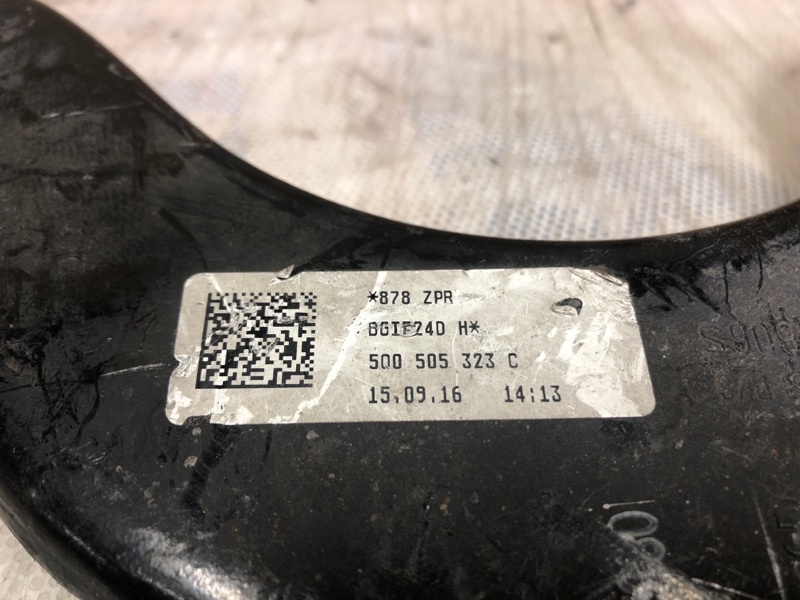 *878 ZPR
BGIF24D H*
5Q0 505 323 C
15.09.16 14:13